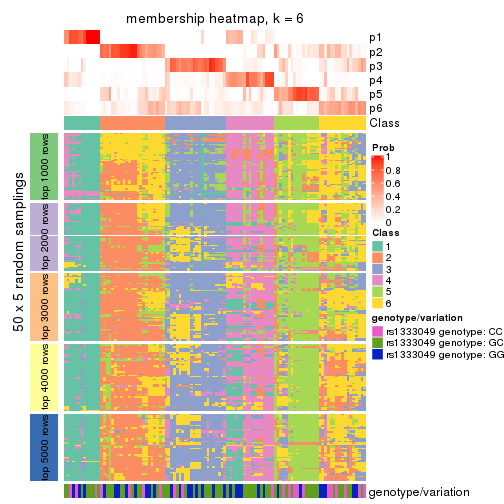 membership heatmap, k = 6
p1
p2
p3
p4
p5
p6
Class
50 x 5 random samplings
top 1000 rows
top 2000 rows
top 3000 rows
top 4000 rows
top 5000 rows
Prob
1
0.8
0.6
0.4
0.2
0
Class
1
2
3
4
5
6
genotype/variation
rs1333049 genotype: CC
rs1333049 genotype: GC
rs1333049 genotype: GG
genotype/variation